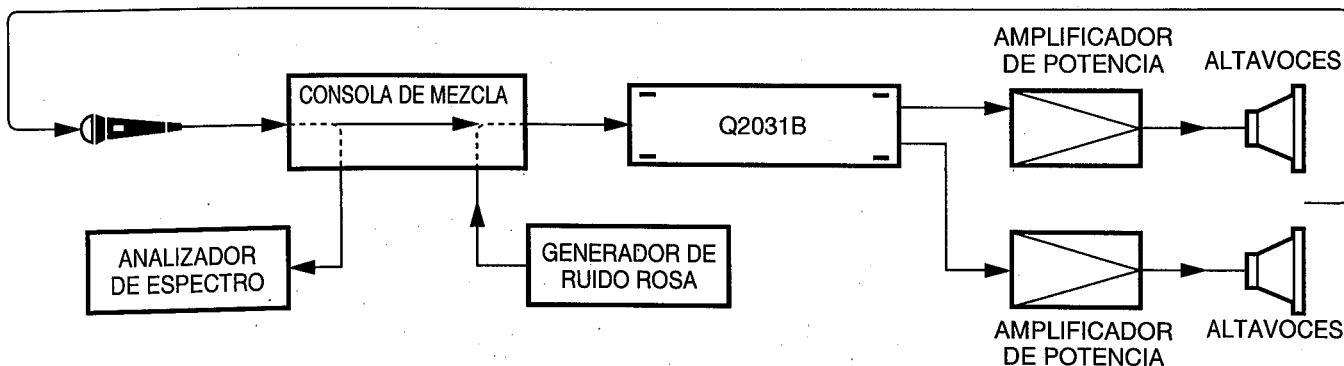 AMPLIFICADOR
DE POTENCIA
ALTAVOCES
CONSOLA DE MEZCLA
Q2031B
ANALIZADOR
DE ESPECTRO
GENERADOR DE
RUIDO ROSA
AMPLIFICADOR
DE POTENCIA
ALTAVOCES